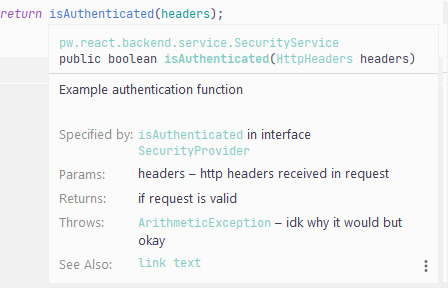 return isAuthenticated(headers);
pw.react.backend.service.SecurityService
public boolean isAuthenticated(HttpHeaders headers)
Example authentication function
Specified by: isAuthenticated in interface
SecurityProvider
Params: headers – http headers received in request
Returns: if request is valid
Throws: ArithmeticException – idk why it would but
okay
See Also: link text